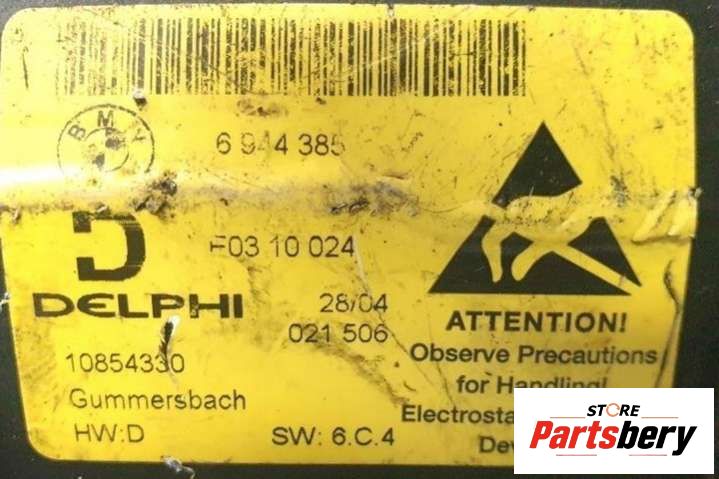 BMW
6 944 385
F03 10 024
DELPHI
28/04
021 506
10854330
Gummersbach
HW:D
SW: 6.C.4
ATTENTION!
Observe Precautions
for Handling!
STORE
Partsbery